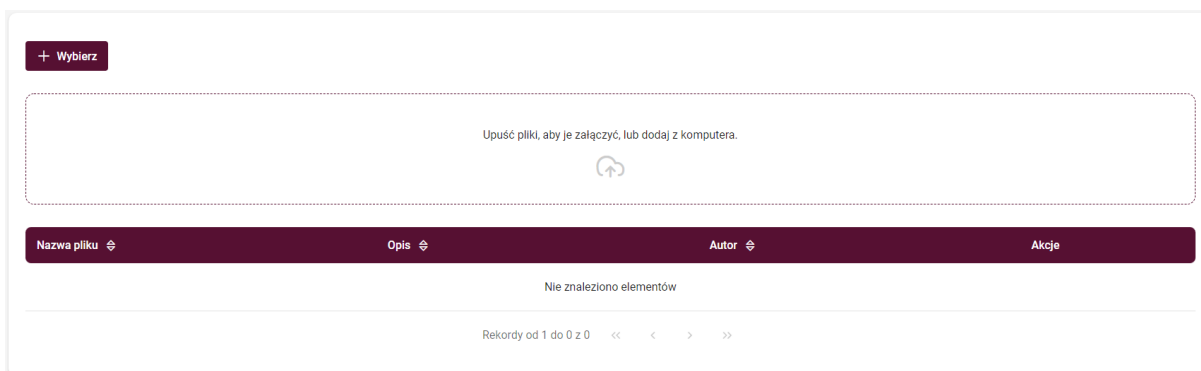 + Wybierz
Upuść pliki, aby je załączyć, lub dodaj z komputera.
Nazwa pliku Opis Autor Akcje
Nie znaleziono elementów
Rekordy od 1 do 0 z 0 « ‹ › »